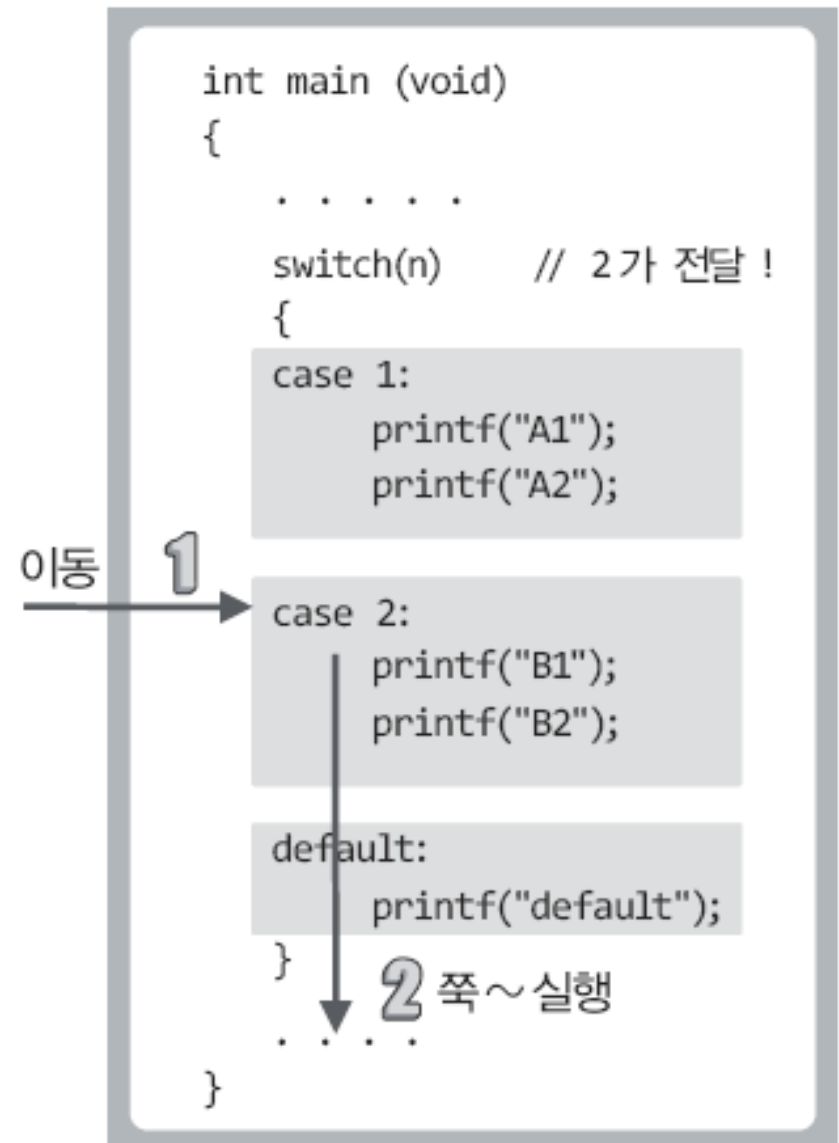 int main (void)
{
. . . . .
switch(n) // 2가 전달 !
{
case 1:
printf("A1");
printf("A2");
이동 1
case 2:
printf("B1");
printf("B2");
default:
printf("default");
}
2 쭉~실행
. . . .
}